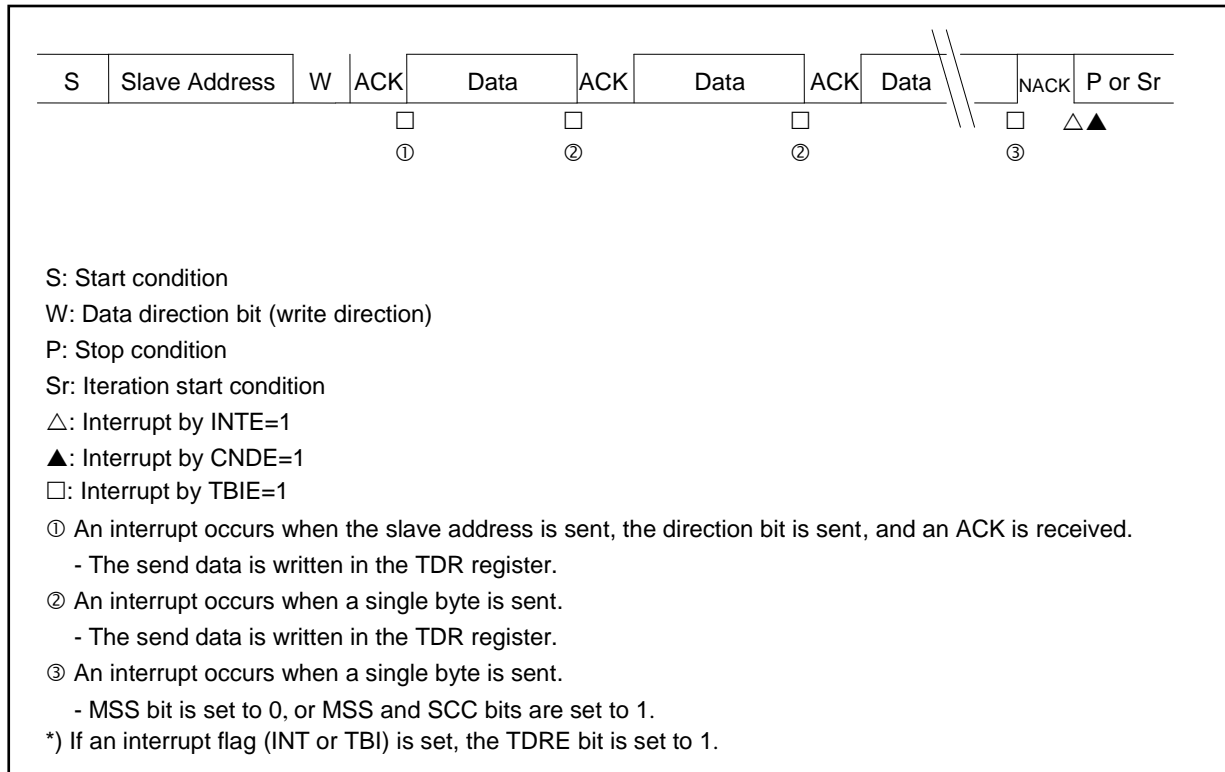 S Slave Address W ACK Data ACK Data ACK Data NACK P or Sr
□ □ □ □ △▲
① ② ② ③
S: Start condition
W: Data direction bit (write direction)
P: Stop condition
Sr: Iteration start condition
△: Interrupt by INTE=1
▲: Interrupt by CNDE=1
□: Interrupt by TBIE=1
① An interrupt occurs when the slave address is sent, the direction bit is sent, and an ACK is received.
- The send data is written in the TDR register.
② An interrupt occurs when a single byte is sent.
- The send data is written in the TDR register.
③ An interrupt occurs when a single byte is sent.
- MSS bit is set to 0, or MSS and SCC bits are set to 1.
*) If an interrupt flag (INT or TBI) is set, the TDRE bit is set to 1.